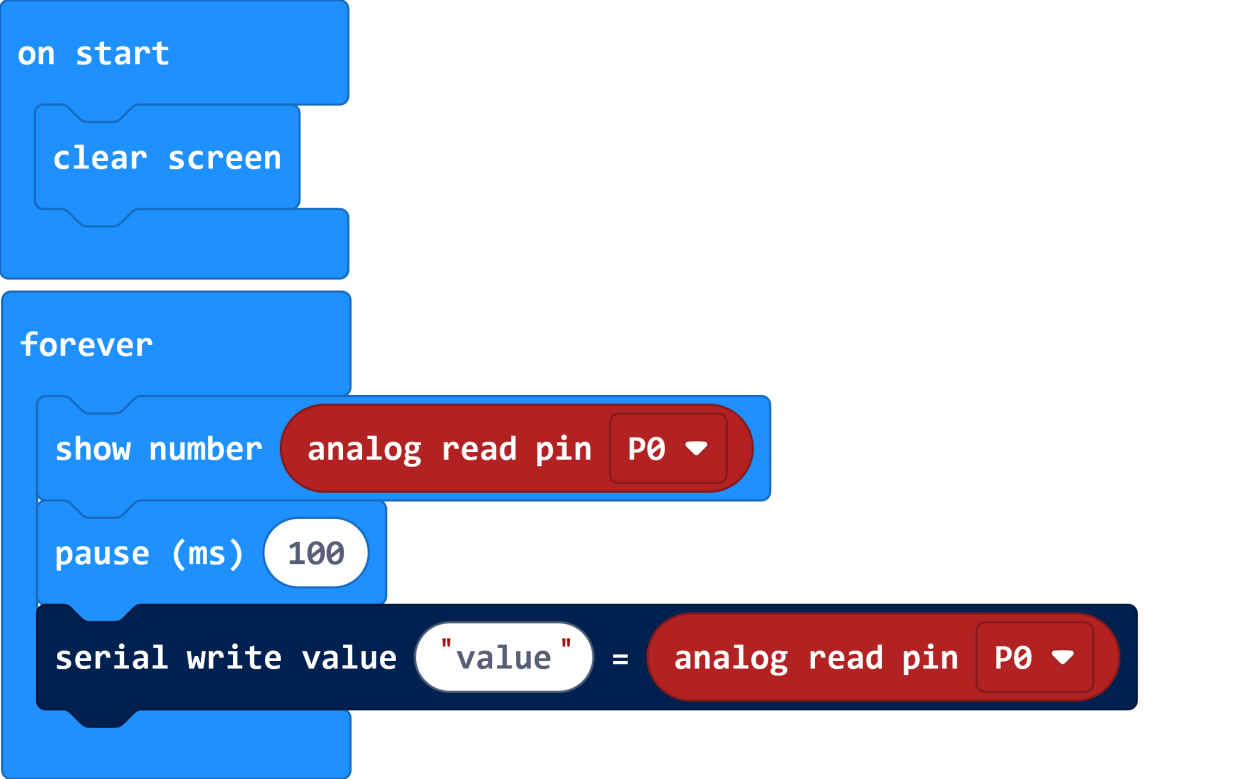 on start
clear screen
forever
show number analog read pin P0
pause (ms) 100
serial write value "value" = analog read pin P0